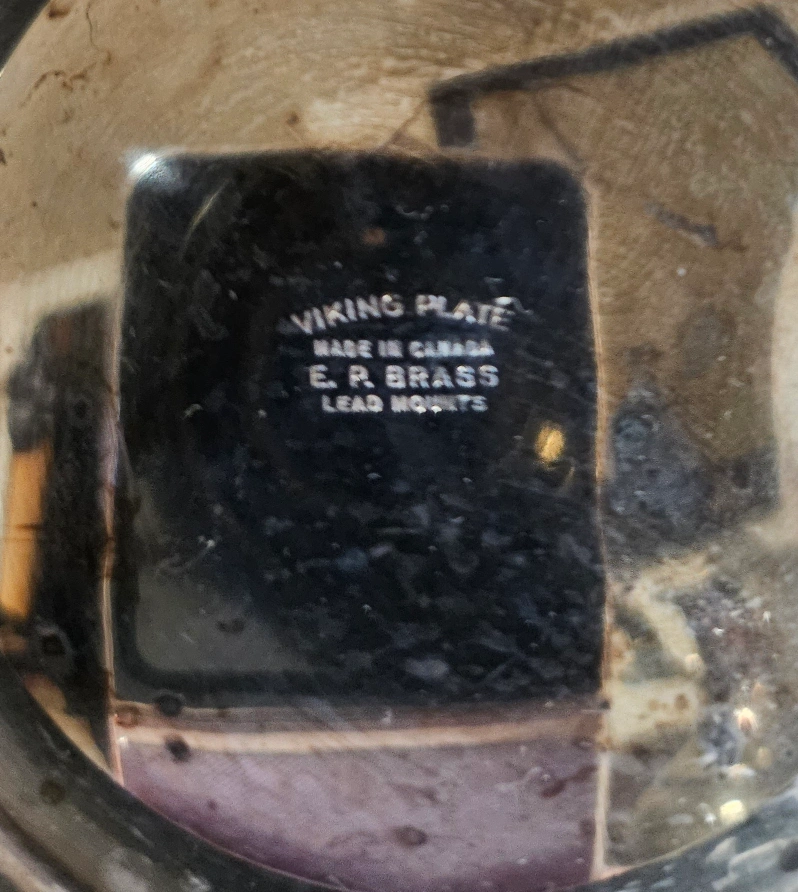 VIKING PLATE
MADE IN CANADA
E. P. BRASS
LEAD MOUNTS